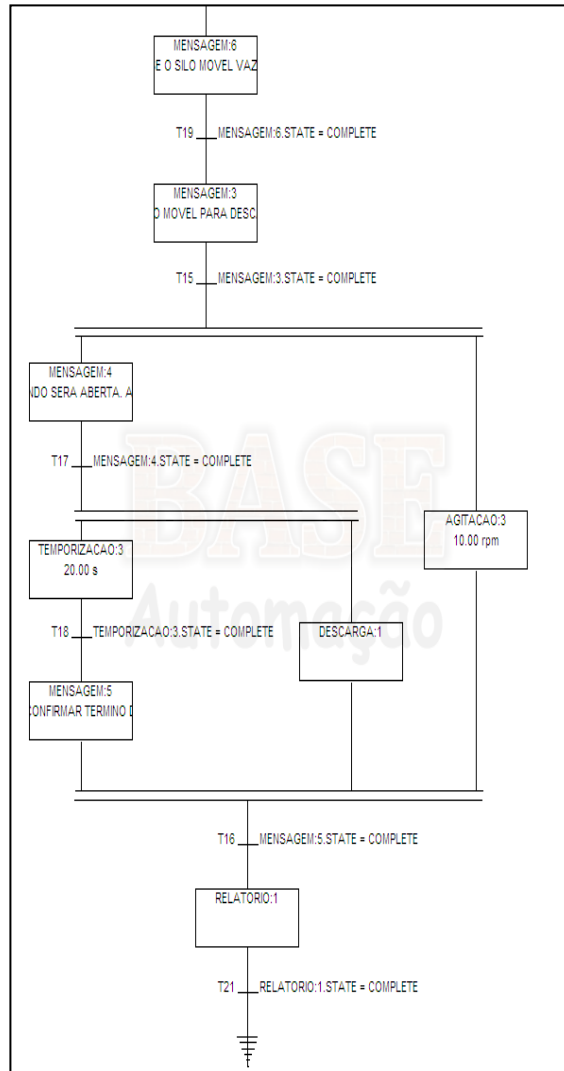 MENSAGEM:6
E O SILO MOVEL VAZ
T19 MENSAGEM:6.STATE = COMPLETE
MENSAGEM:3
O MOVEL PARA DESC
T15 MENSAGEM:3.STATE = COMPLETE
MENSAGEM:4
NDO SERA ABERTA. A
T17 MENSAGEM:4.STATE = COMPLETE
BASE
Automação
AGITACAO:3
10.00 rpm
TEMPORIZACAO:3
20.00 s
T18 TEMPORIZACAO:3.STATE = COMPLETE
DESCARGA:1
MENSAGEM:5
CONFIRMAR TERMINO D
T16 MENSAGEM:5.STATE = COMPLETE
RELATORIO:1
T21 RELATORIO:1.STATE = COMPLETE